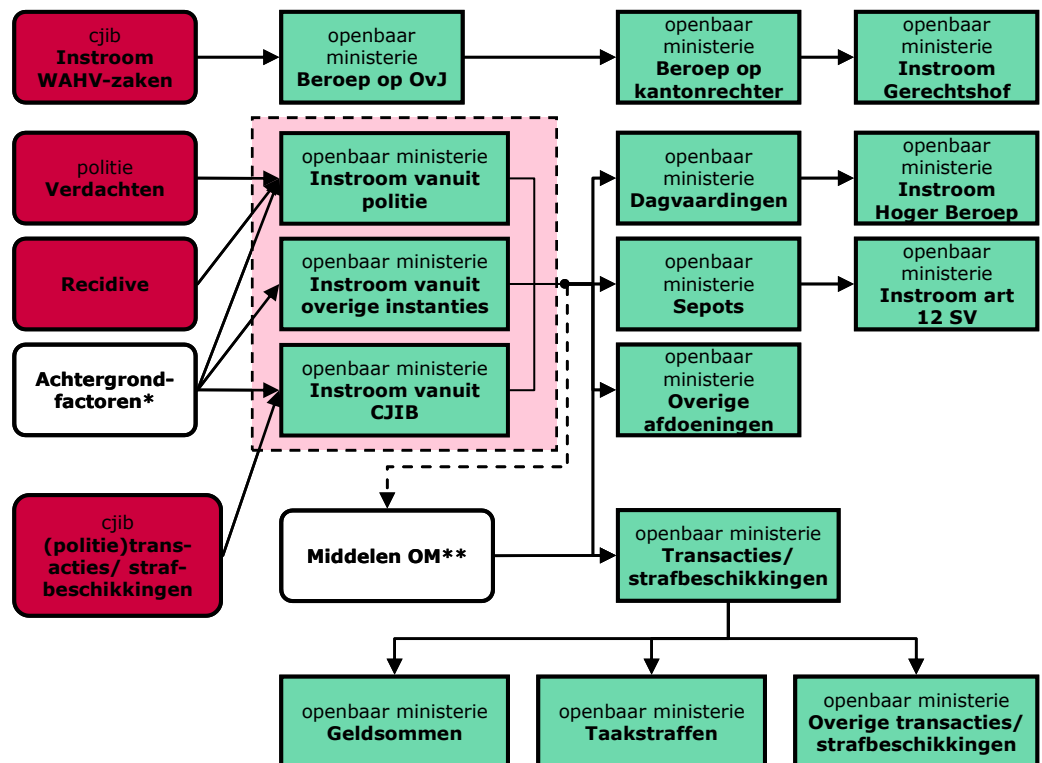 cjib
Instroom
WAHV-zaken
openbaar
ministerie
Beroep op OvJ
openbaar
ministerie
Beroep op
kantonrechter
openbaar
ministerie
Instroom
Gerechtshof
politie
Verdachten
openbaar ministerie
Instroom vanuit
politie
openbaar
ministerie
Dagvaardingen
openbaar
ministerie
Instroom
Hoger Beroep
Recidive
openbaar ministerie
Instroom vanuit
overige instanties
openbaar
ministerie
Sepots
openbaar
ministerie
Instroom art
12 SV
Achtergrond-
factoren*
openbaar ministerie
Instroom vanuit
CJIB
openbaar
ministerie
Overige
afdoeningen
cjib
(politie)trans-
acties/ straf-
beschikkingen
Middelen OM**
openbaar ministerie
Transacties/
strafbeschikkingen
openbaar ministerie
Geldsommen
openbaar ministerie
Taakstraffen
openbaar ministerie
Overige transacties/
strafbeschikkingen